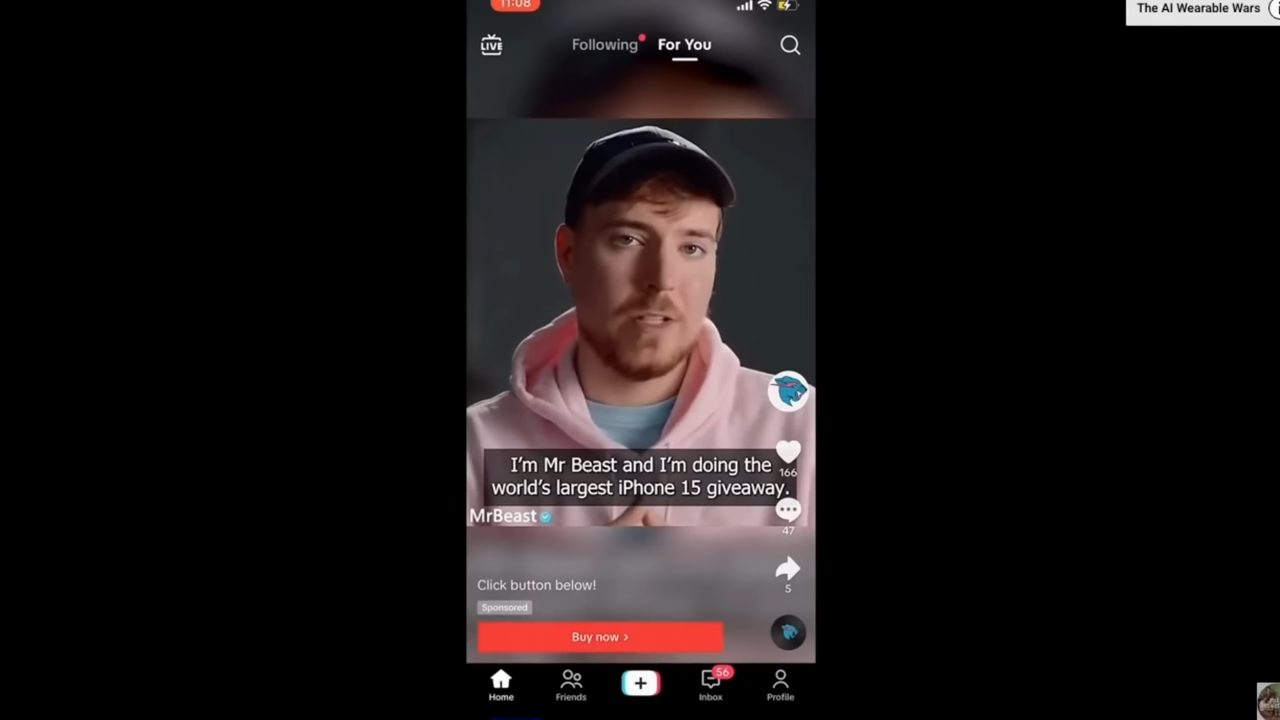 The AI Wearable Wars
11:08
LIVE
Following
For You
I'm Mr Beast and I'm doing the
world's largest iPhone 15 giveaway.
166
MrBeast
47
Click button below!
5
Sponsored
Buy now ›
56
Home
Friends
Inbox
Profile